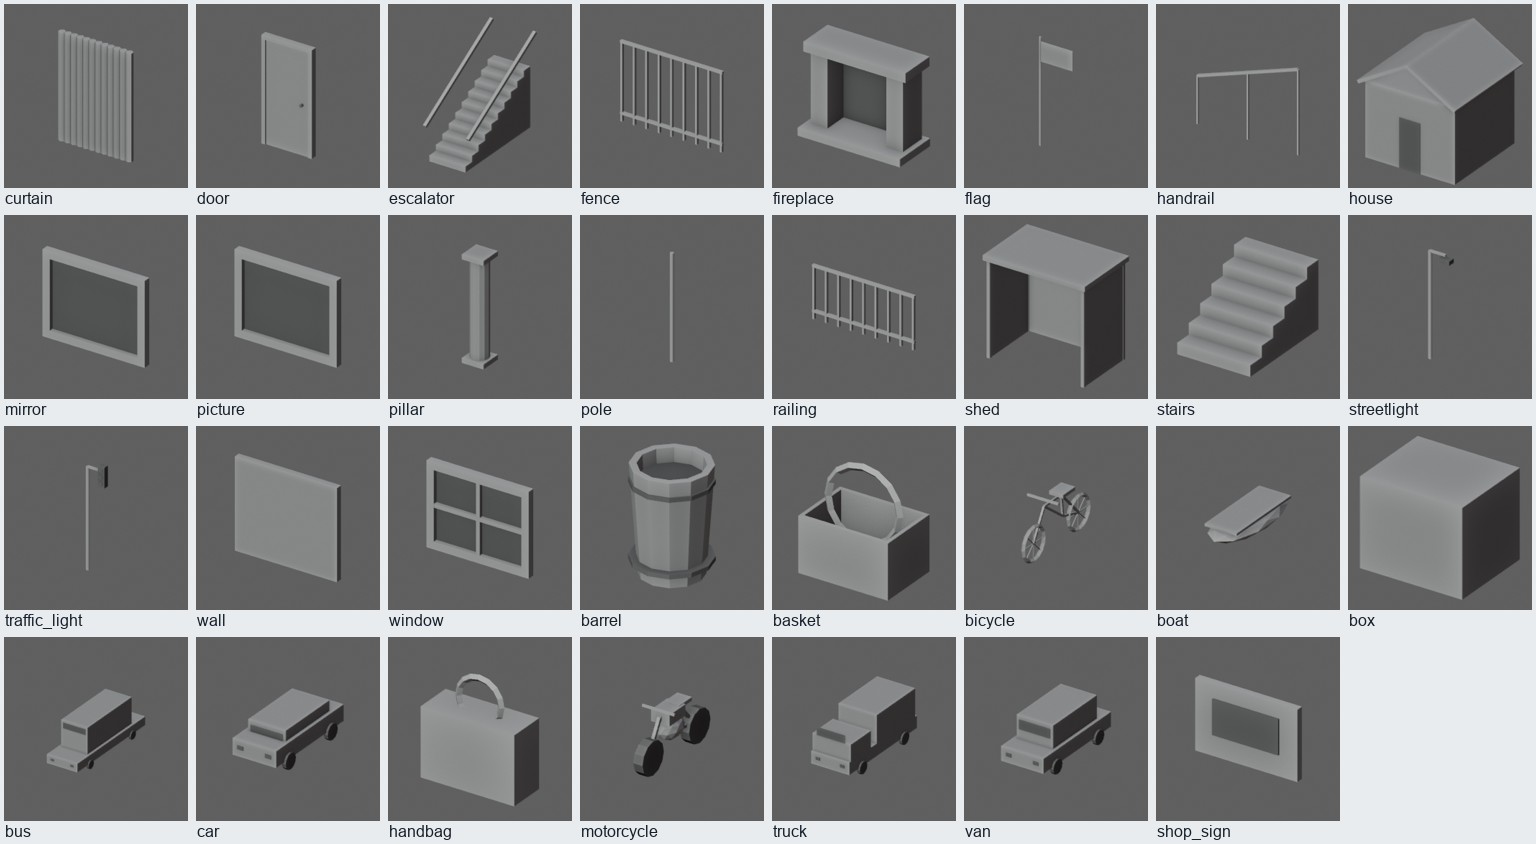 curtain
door
escalator
fence
fireplace
flag
handrail
house
mirror
picture
pillar
pole
railing
shed
stairs
streetlight
traffic_light
wall
window
barrel
basket
bicycle
boat
box
bus
car
handbag
motorcycle
truck
van
shop_sign